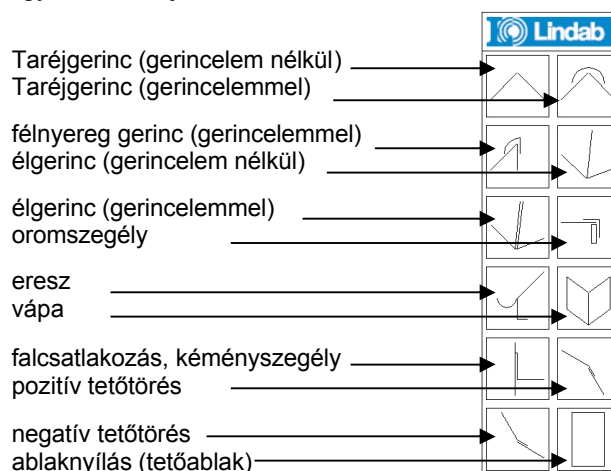 Lindab
Taréjgerinc (gerincelem nélkül)
Taréjgerinc (gerincelemmel)
félnyereg gerinc (gerincelemmel)
élgerinc (gerincelem nélkül)
élgerinc (gerincelemmel)
oromszegély
eresz
vápa
falcsatlakozás, kéményszegély
pozitív tetőtörés
negatív tetőtörés
ablaknyílás (tetőablak)